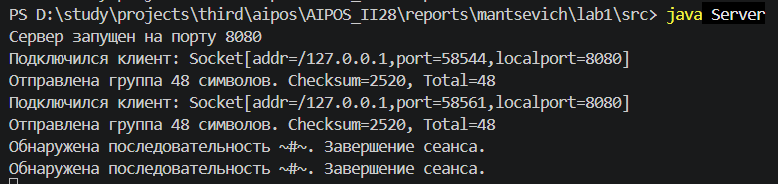 PS D:\study\projects\third\aipos\AIPOS_II28\reports\mantsevich\lab1\src> java Server
Сервер запущен на порту 8080
Подключился клиент: Socket[addr=/127.0.0.1,port=58544,localport=8080]
Отправлена группа 48 символов. Checksum=2520, Total=48
Подключился клиент: Socket[addr=/127.0.0.1,port=58561,localport=8080]
Отправлена группа 48 символов. Checksum=2520, Total=48
Обнаружена последовательность ~#~. Завершение сеанса.
Обнаружена последовательность ~#~. Завершение сеанса.